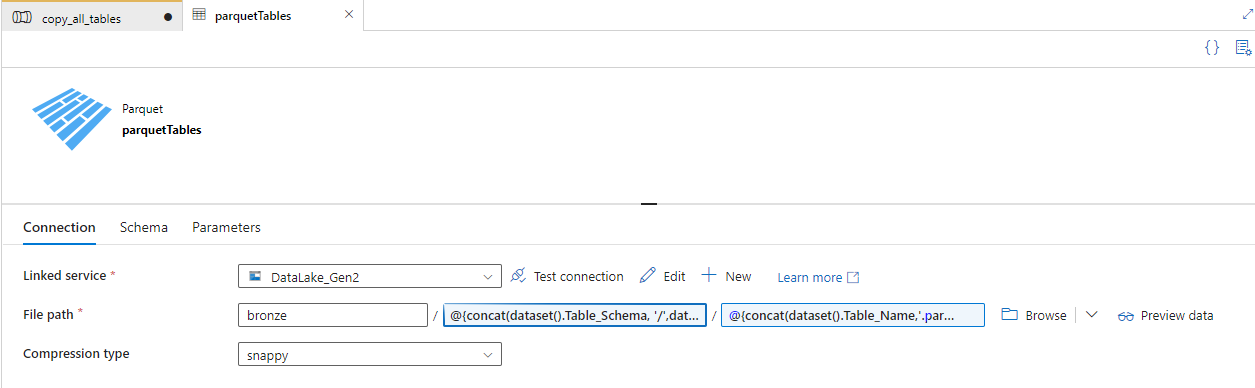 copy_all_tables
parquetTables
{}
Parquet
parquetTables
Connection Schema Parameters
Linked service * DataLake_Gen2 Test connection Edit New Learn more
File path * bronze / @{concat(dataset().Table_Schema, '/',dat... / @{concat(dataset().Table_Name,'.par... Browse Preview data
Compression type snappy